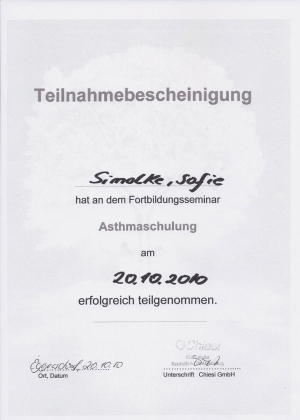 Teilnahmebescheinigung
Simolke, Sofie
hat an dem Fortbildungsseminar
Asthmaschulung
am
20.10.2010
erfolgreich teilgenommen.
Chiesi
20.10.10
Ort, Datum
Unterschrift Chiesi GmbH